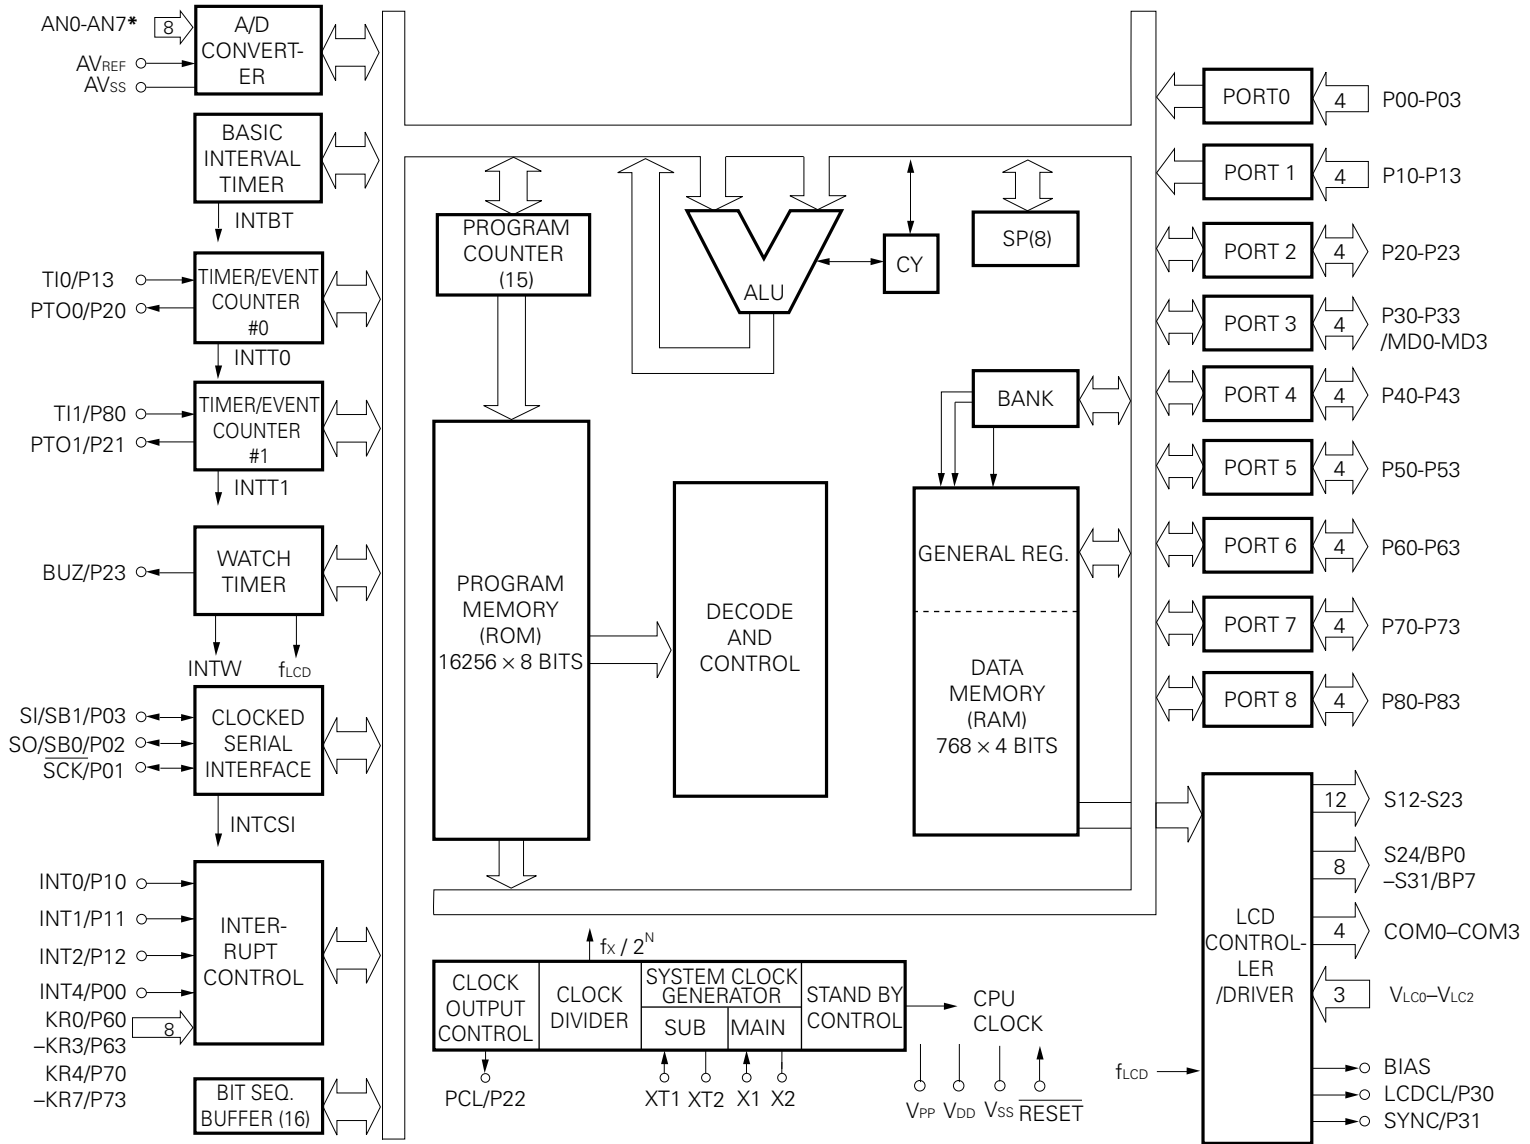 AN0-AN7*
8
A/D
CONVERT-
ER
AVREF
AVSS
BASIC
INTERVAL
TIMER
INTBT
TI0/P13
PTO0/P20
TIMER/EVENT
COUNTER
#0
INTT0
TI1/P80
PTO1/P21
TIMER/EVENT
COUNTER
#1
INTT1
BUZ/P23
WATCH
TIMER
INTW
fLCD
SI/SB1/P03
SO/SB0/P02
S̅C̅K̅/P01
CLOCKED
SERIAL
INTERFACE
INTCSI
INT0/P10
INT1/P11
INT2/P12
INT4/P00
KR0/P60
–KR3/P63
KR4/P70
–KR7/P73
8
INTER-
RUPT
CONTROL
BIT SEQ.
BUFFER (16)
PROGRAM
COUNTER
(15)
ALU
CY
SP(8)
BANK
PROGRAM
MEMORY
(ROM)
16256 × 8 BITS
DECODE
AND
CONTROL
GENERAL REG.
DATA
MEMORY
(RAM)
768 × 4 BITS
fX / 2^N
CLOCK
OUTPUT
CONTROL
CLOCK
DIVIDER
SYSTEM CLOCK
GENERATOR
SUB
MAIN
STAND BY
CONTROL
CPU
CLOCK
PCL/P22
XT1
XT2
X1
X2
VPP
VDD
VSS
R̅E̅S̅E̅T̅
PORT0
4
P00-P03
PORT 1
4
P10-P13
PORT 2
4
P20-P23
PORT 3
4
P30-P33
/MD0-MD3
PORT 4
4
P40-P43
PORT 5
4
P50-P53
PORT 6
4
P60-P63
PORT 7
4
P70-P73
PORT 8
4
P80-P83
LCD
CONTROL-
LER
/DRIVER
12
S12-S23
8
S24/BP0
–S31/BP7
4
COM0–COM3
3
VLC0–VLC2
fLCD
BIAS
LCDCL/P30
SYNC/P31